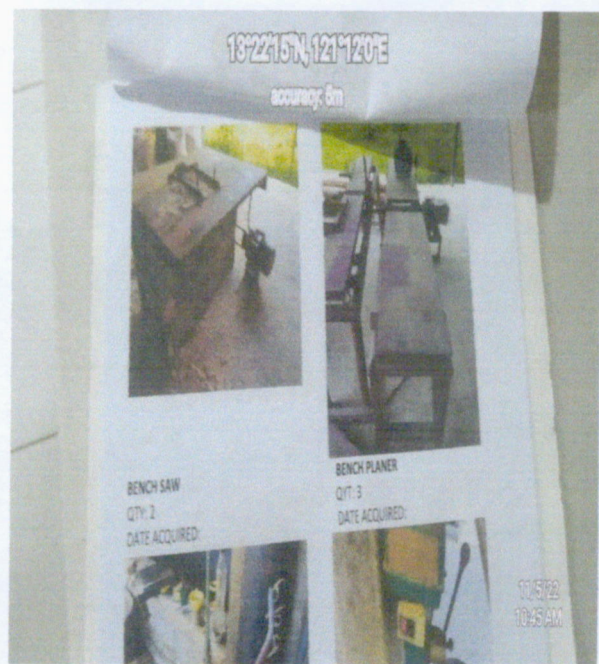 13°22'15"N, 121°12'0"E
accuracy: 8m
BENCH SAW
QTY: 2
DATE ACQUIRED:
BENCH PLANER
QYT: 3
DATE ACQUIRED:
11/5/22
10:45 AM